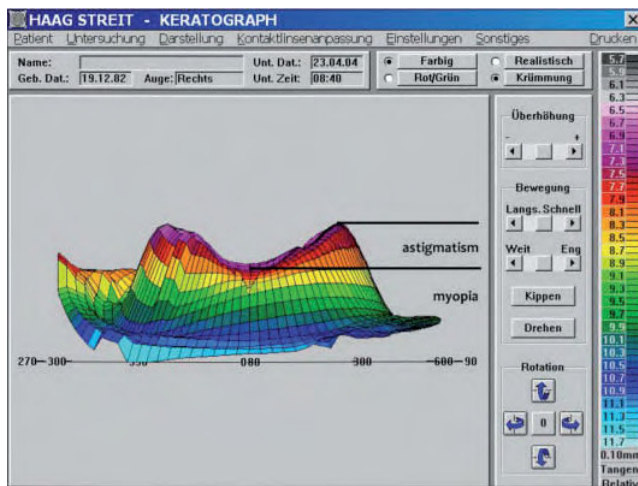 HAAG STREIT - KERATOGRAPH
Patient Untersuchung Darstellung Kontaktlinsenanpassung Einstellungen Sonstiges Drucken
Name: Unt. Dat.: 23.04.04
Geb. Dat.: 19.12.82 Auge: Rechts Unt. Zeit: 08:40
Farbig Realistisch
Rot/Grün Krümmung
Überhöhung
- +
Bewegung
Langs. Schnell
Weit Eng
Kippen
Drehen
Rotation
0
astigmatism
myopia
270-300 080 300 600-90
5.7
5.9
6.1
6.3
6.5
6.7
6.9
7.1
7.3
7.5
7.7
7.9
8.1
8.3
8.5
8.7
8.9
9.1
9.3
9.5
9.7
9.9
10.1
10.3
10.5
10.7
10.9
11.1
11.3
11.5
11.7
0.10mm
Tangen
Relativ